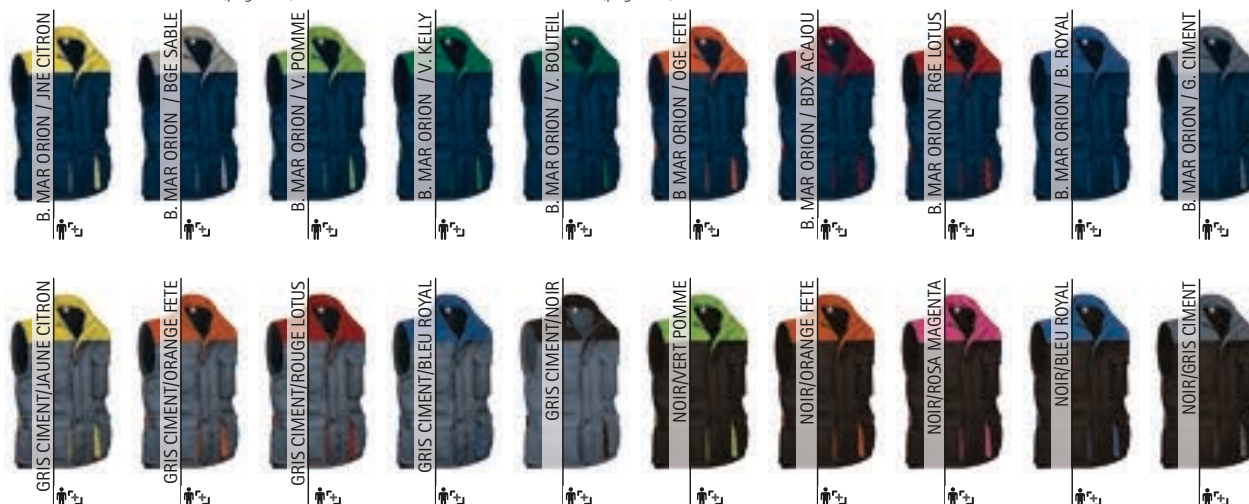 B. MAR ORION / JNE CITRON
B. MAR ORION / BGE SABLE
B. MAR ORION / V. POMME
B. MAR ORION / V. KELLY
B. MAR ORION / V. BOUTEIL
B MAR ORION / OGE FETE
B. MAR ORION / BDX ACAJOU
B. MAR ORION / RGE LOTUS
B. MAR ORION / B. ROYAL
B. MAR ORION / G. CIMENT
GRIS CIMENT/JAUNE CITRON
GRIS CIMENT/ORANGE FETE
GRIS CIMENT/ROUGE LOTUS
GRIS CIMENT/BLEU ROYAL
GRIS CIMENT/NOIR
NOIR/VERT POMME
NOIR/ORANGE FETE
NOIR/ROSA MAGENTA
NOIR/BLEU ROYAL
NOIR/GRIS CIMENT